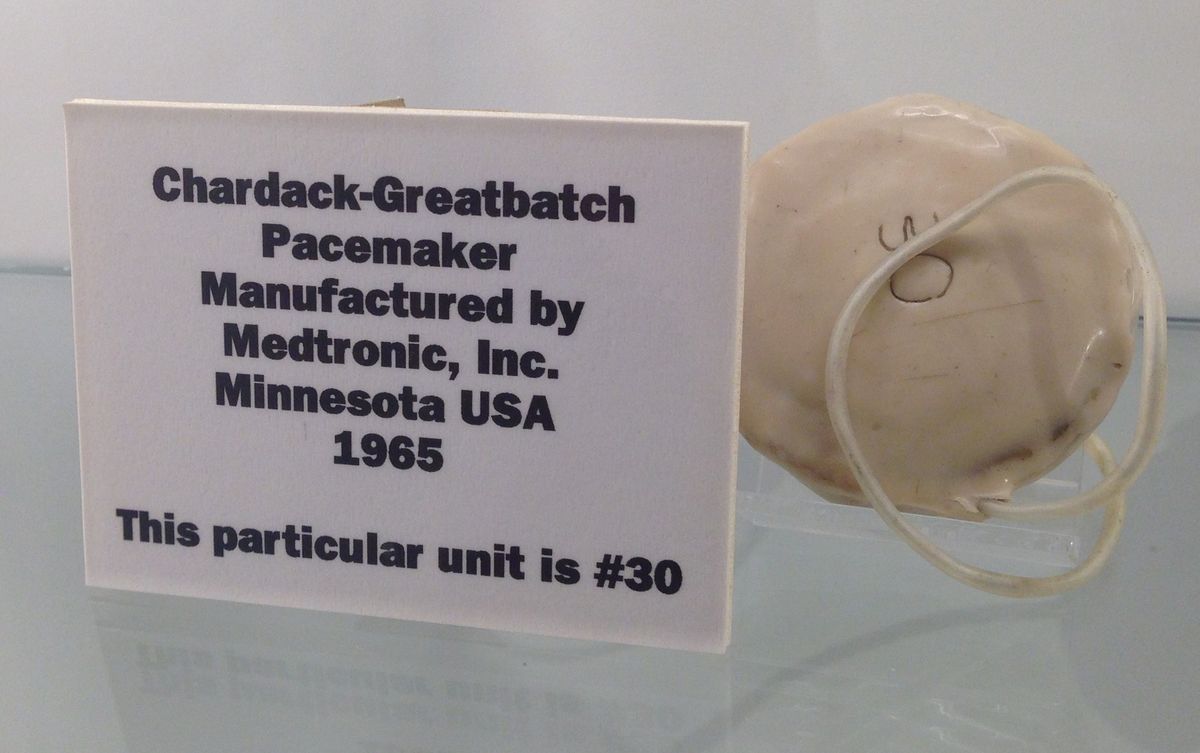 Chardack-Greatbatch
Pacemaker
Manufactured by
Medtronic, Inc.
Minnesota USA
1965
This particular unit is #30